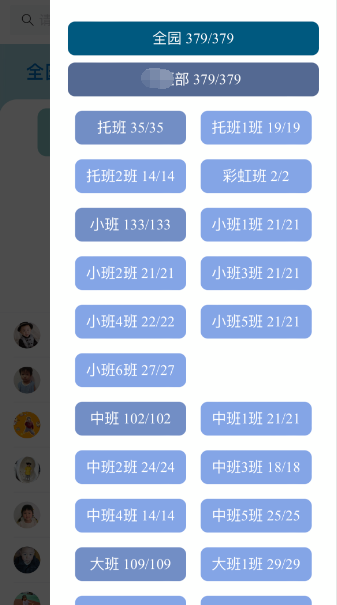 全园 379/379
部 379/379
托班 35/35 托班1班 19/19
托班2班 14/14 彩虹班 2/2
小班 133/133 小班1班 21/21
小班2班 21/21 小班3班 21/21
小班4班 22/22 小班5班 21/21
小班6班 27/27
中班 102/102 中班1班 21/21
中班2班 24/24 中班3班 18/18
中班4班 14/14 中班5班 25/25
大班 109/109 大班1班 29/29